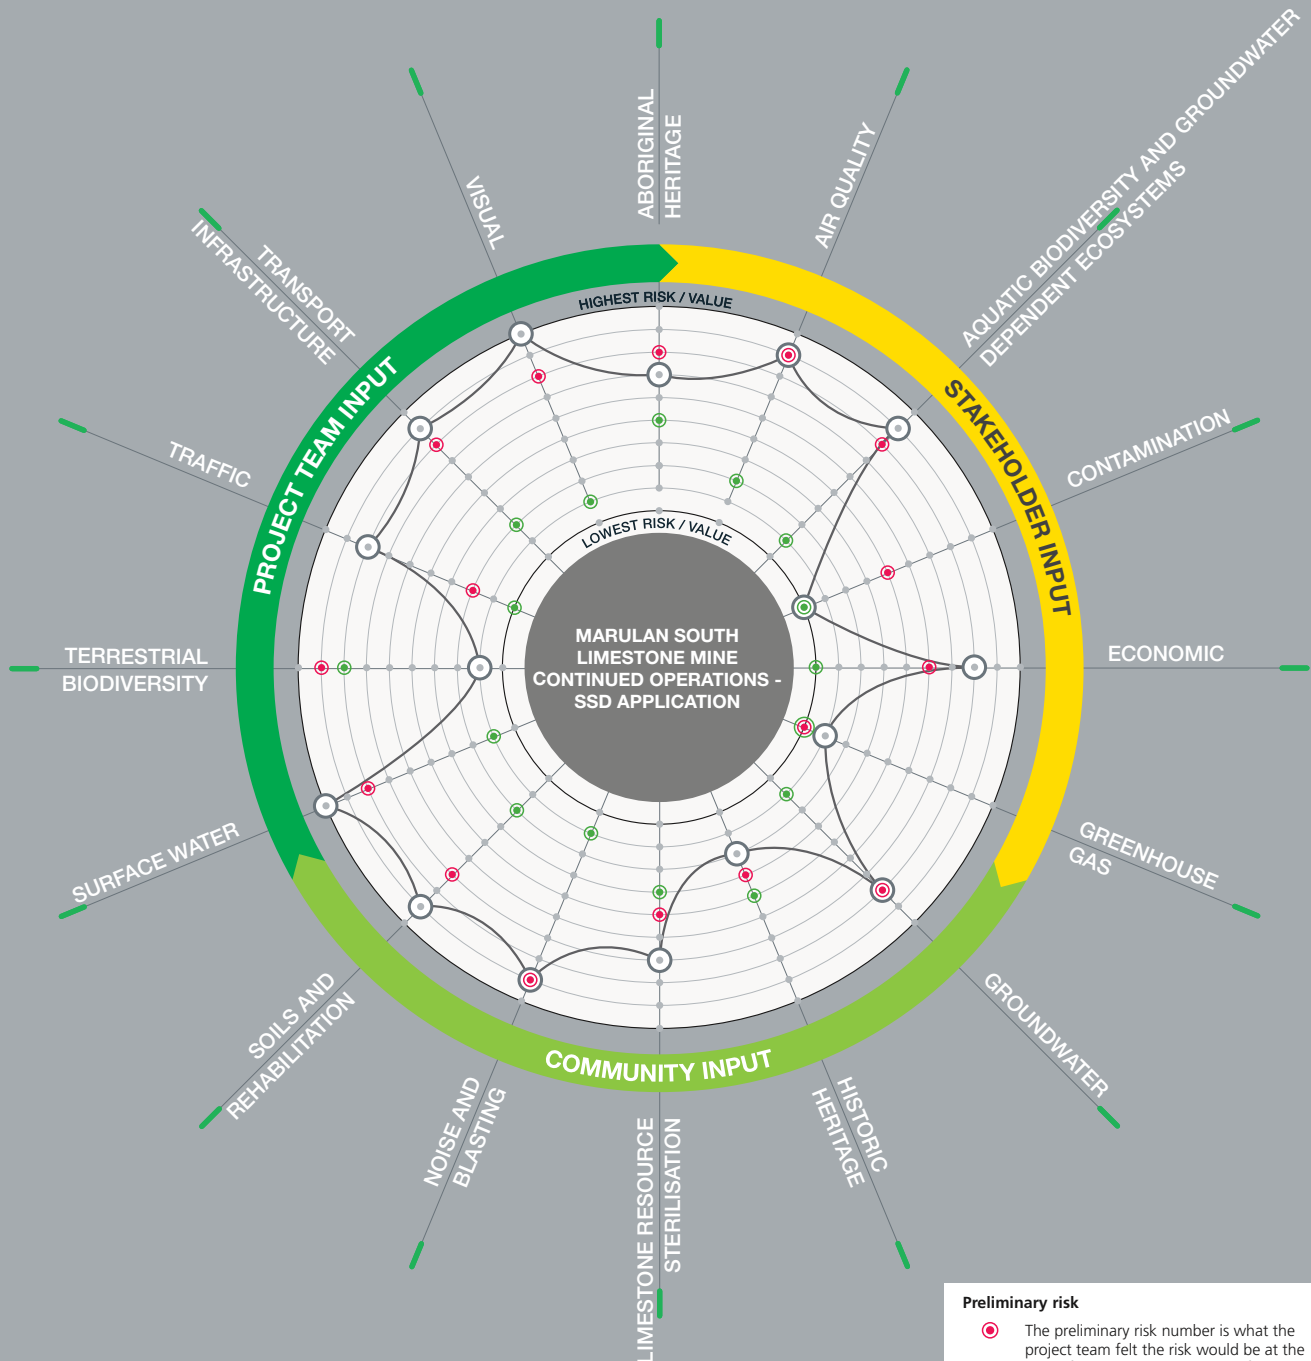 ABORIGINAL
HERITAGE
AIR QUALITY
AQUATIC BIODIVERSITY AND GROUNDWATER
DEPENDENT ECOSYSTEMS
CONTAMINATION
ECONOMIC
GREENHOUSE
GAS
GROUNDWATER
HISTORIC
HERITAGE
LIMESTONE RESOURCE
STERILISATION
NOISE AND
BLASTING
SOILS AND
REHABILITATION
SURFACE WATER
TERRESTRIAL
BIODIVERSITY
TRAFFIC
TRANSPORT
INFRASTRUCTURE
VISUAL
PROJECT TEAM INPUT
STAKEHOLDER INPUT
COMMUNITY INPUT
HIGHEST RISK / VALUE
LOWEST RISK / VALUE
MARULAN SOUTH
LIMESTONE MINE
CONTINUED OPERATIONS -
SSD APPLICATION
Preliminary risk
The preliminary risk number is what the
project team felt the risk would be at the